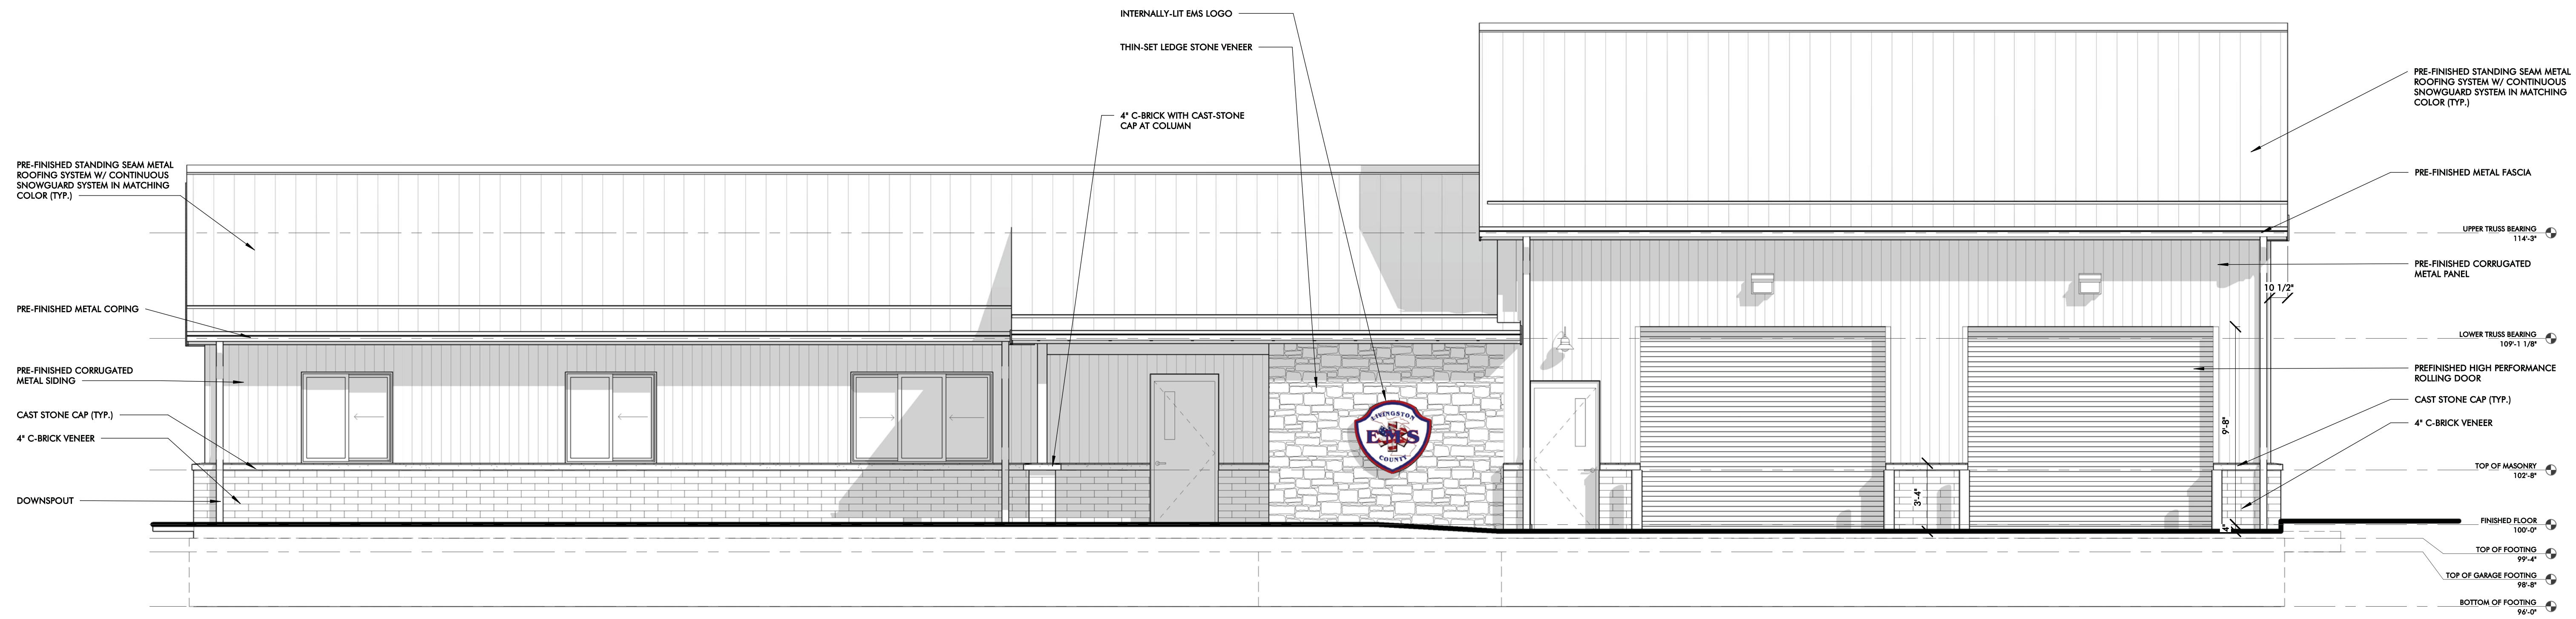 INTERNALLY-LIT EMS LOGO
THIN-SET LEDGE STONE VENEER
4" C-BRICK WITH CAST-STONE
CAP AT COLUMN
PRE-FINISHED STANDING SEAM METAL
ROOFING SYSTEM W/ CONTINUOUS
SNOWGUARD SYSTEM IN MATCHING
COLOR (TYP.)
PRE-FINISHED METAL COPING
PRE-FINISHED CORRUGATED
METAL SIDING
CAST STONE CAP (TYP.)
4" C-BRICK VENEER
DOWNSPOUT
LIVINGSTON
EMS
COUNTY
PRE-FINISHED STANDING SEAM METAL
ROOFING SYSTEM W/ CONTINUOUS
SNOWGUARD SYSTEM IN MATCHING
COLOR (TYP.)
PRE-FINISHED METAL FASCIA
UPPER TRUSS BEARING
114'-3"
PRE-FINISHED CORRUGATED
METAL PANEL
10 1/2"
LOWER TRUSS BEARING
109'-1 1/8"
PREFINISHED HIGH PERFORMANCE
ROLLING DOOR
CAST STONE CAP (TYP.)
4" C-BRICK VENEER
9'-8"
3'-4"
4"
TOP OF MASONRY
102'-8"
FINISHED FLOOR
100'-0"
TOP OF FOOTING
99'-4"
TOP OF GARAGE FOOTING
98'-8"
BOTTOM OF FOOTING
96'-0"